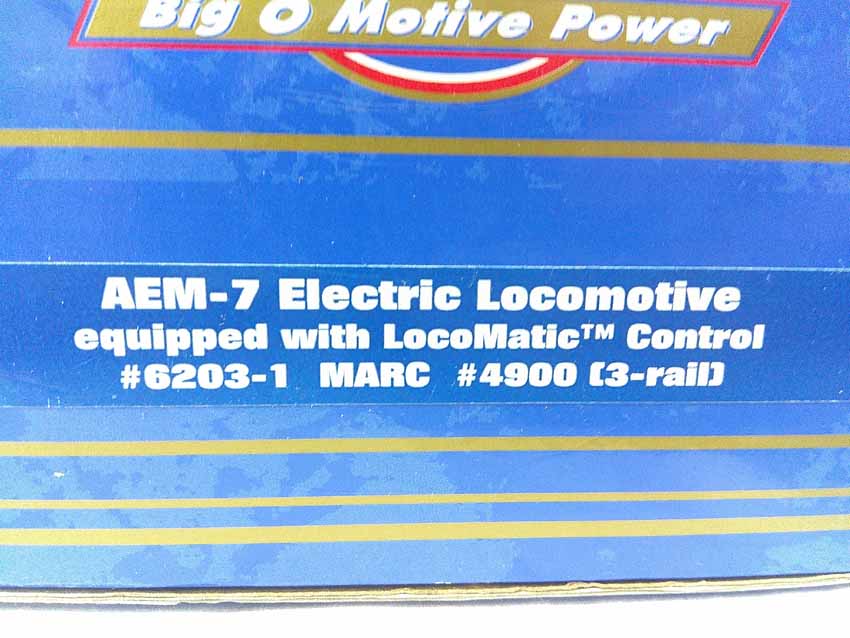 Big O Motive Power
AEM-7 Electric Locomotive
equipped with LocoMatic™ Control
#6203-1 MARC #4900 (3-rail)